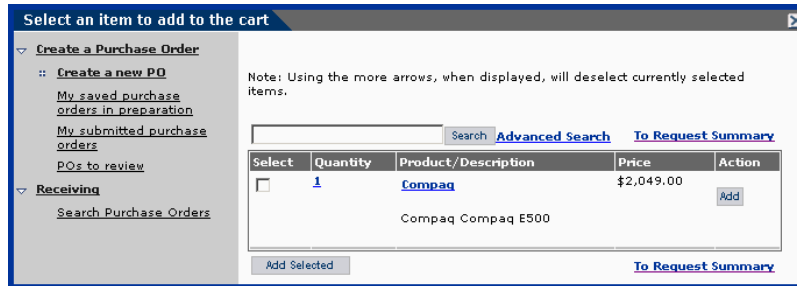 Select an item to add to the cart
Create a Purchase Order
Create a new PO
My saved purchase
orders in preparation
My submitted purchase
orders
POs to review
Receiving
Search Purchase Orders
Note: Using the more arrows, when displayed, will deselect currently selected
items.
Search Advanced Search To Request Summary
Select Quantity Product/Description Price Action
1 Compaq $2,049.00
Add
Compaq Compaq E500
Add Selected To Request Summary